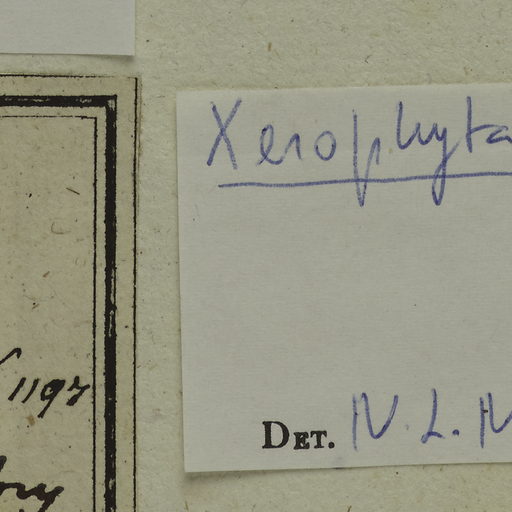 Xerophyta
1197
DET. N. L. N